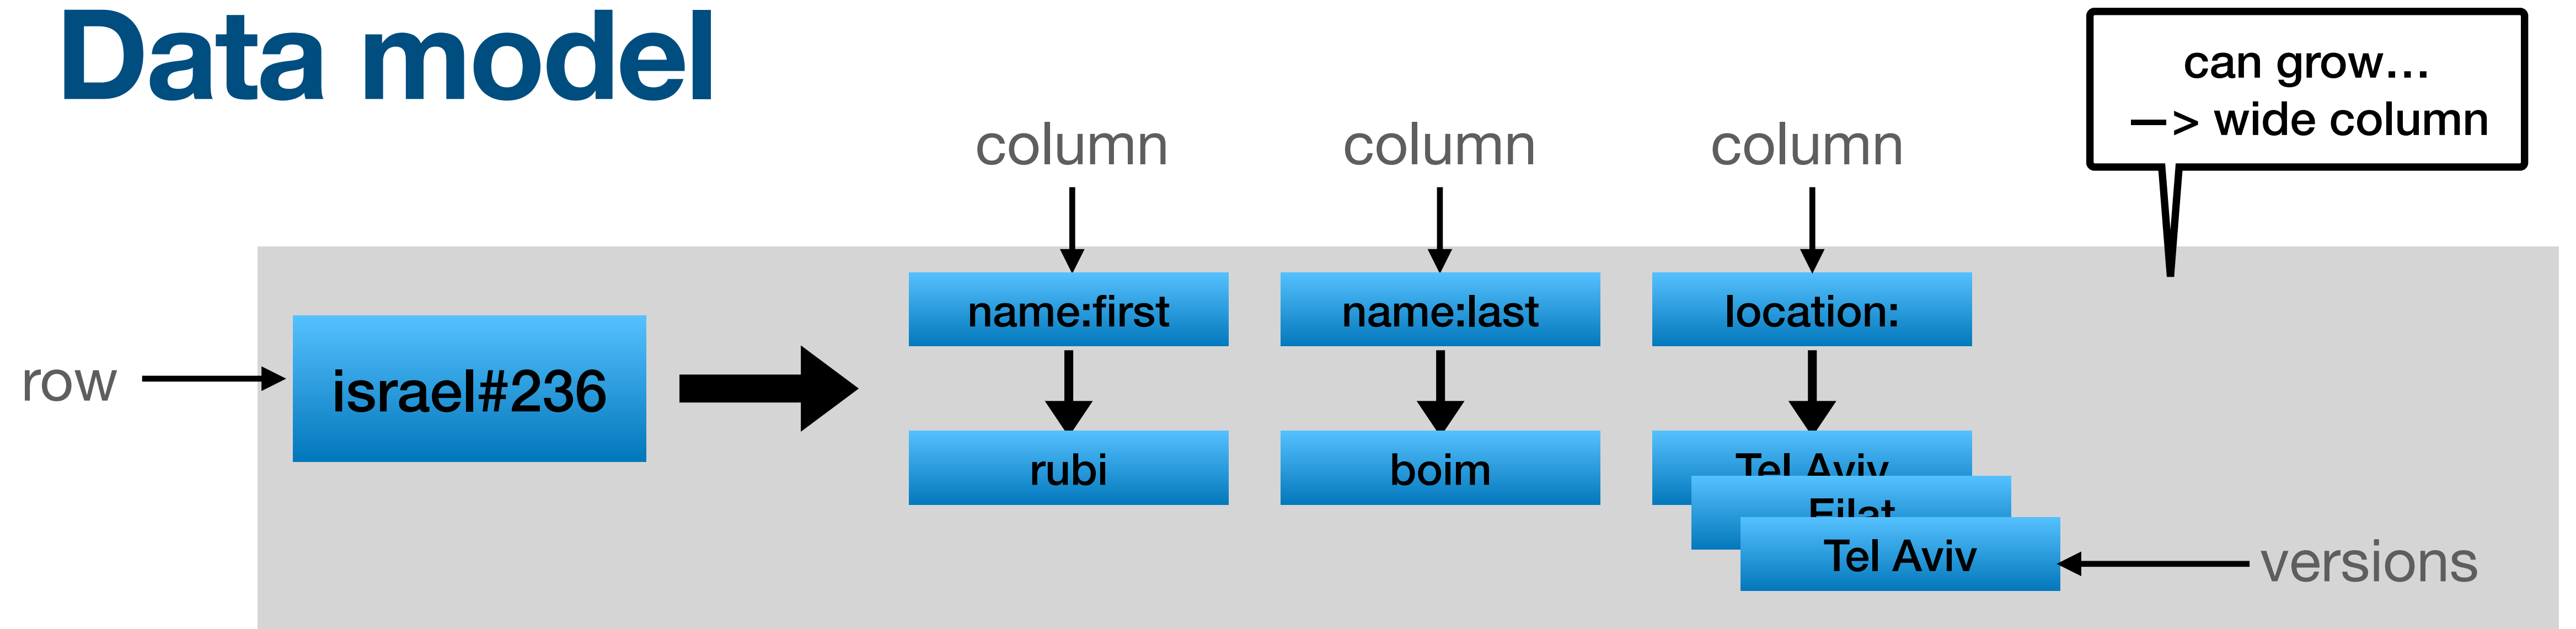 Data model
can grow...
—> wide column
column
column
column
name:first
name:last
location:
row
israel#236
rubi
boim
Tel Aviv
Eilat
Tel Aviv
versions